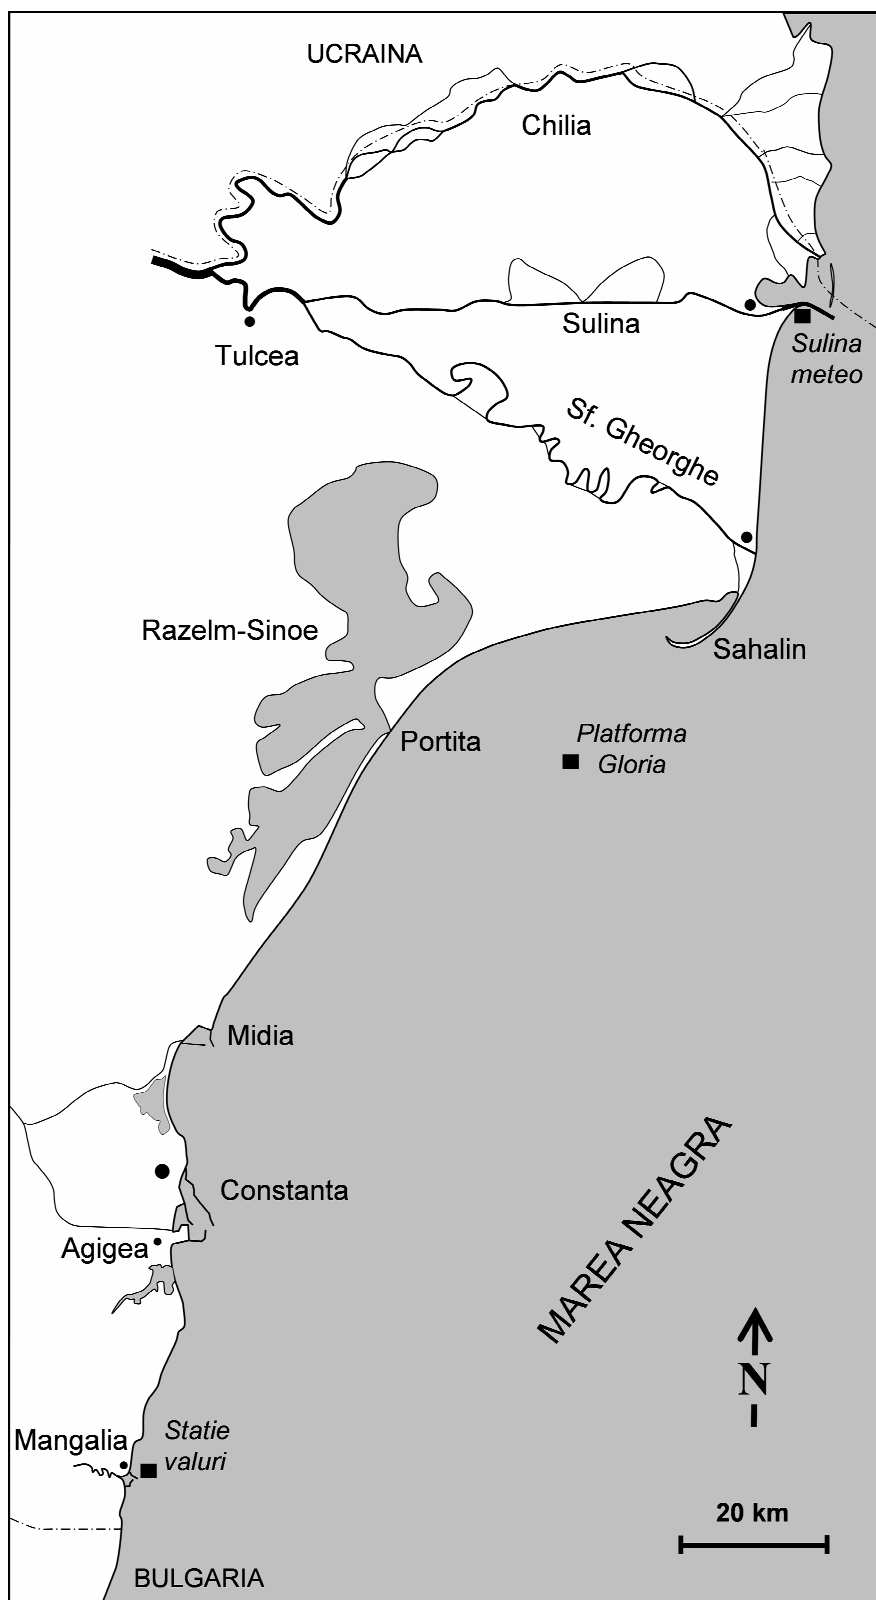 UCRAINA
Chilia
Sulina
Sulina
meteo
Tulcea
Sf. Gheorghe
Razelm-Sinoe
Sahalin
Portita
Platforma
Gloria
Midia
MAREA NEAGRA
Constanta
Agigea
N
Mangalia
Statie
valuri
20 km
BULGARIA